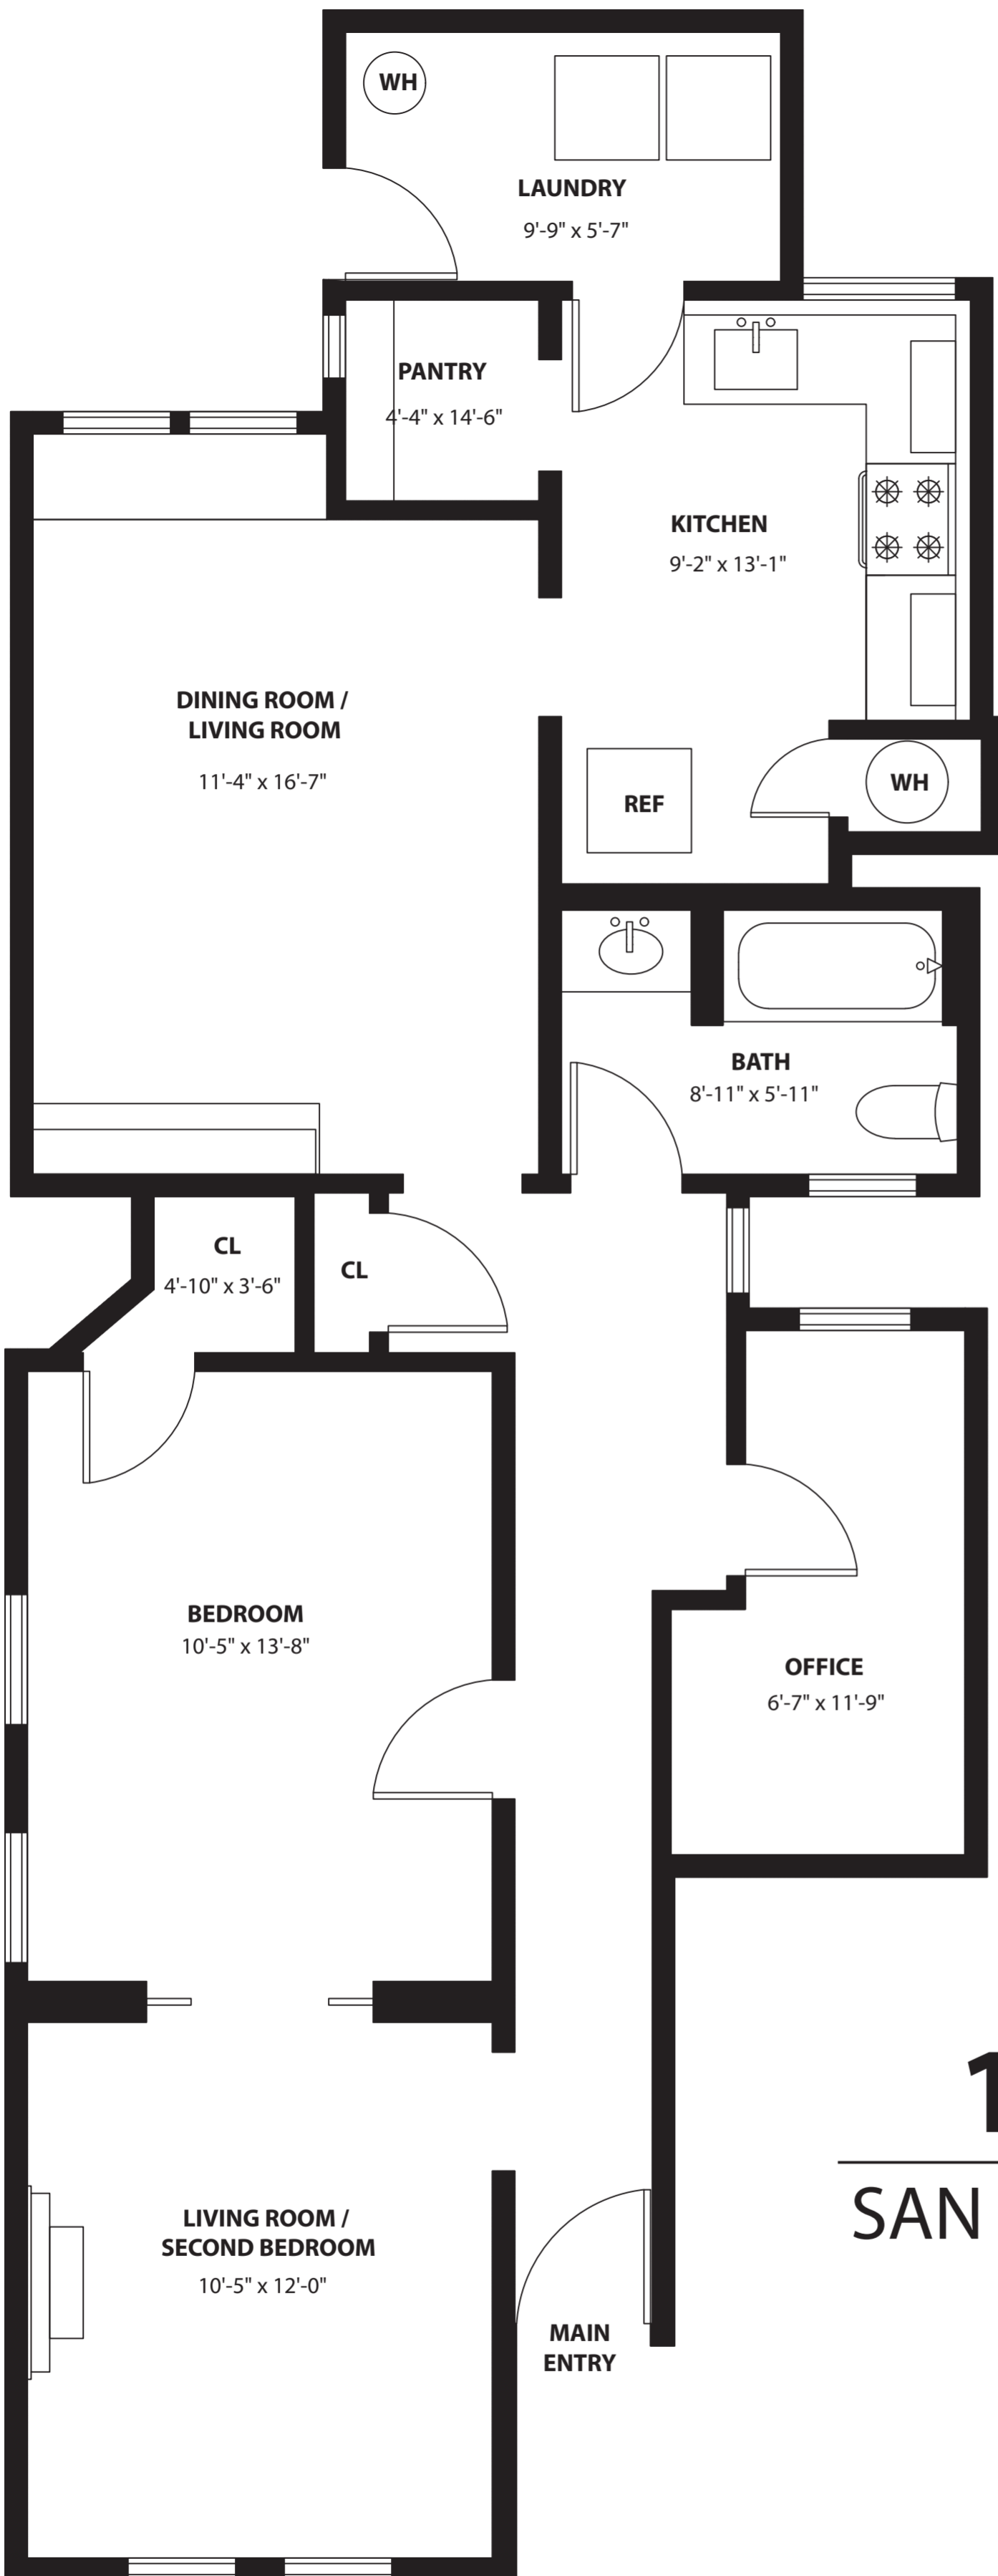 WH
LAUNDRY
9'-9" x 5'-7"
PANTRY
4'-4" x 14'-6"
KITCHEN
9'-2" x 13'-1"
DINING ROOM /
LIVING ROOM
11'-4" x 16'-7"
REF
WH
BATH
8'-11" x 5'-11"
CL
4'-10" x 3'-6"
CL
BEDROOM
10'-5" x 13'-8"
OFFICE
6'-7" x 11'-9"
1
SAN
LIVING ROOM /
SECOND BEDROOM
10'-5" x 12'-0"
MAIN
ENTRY